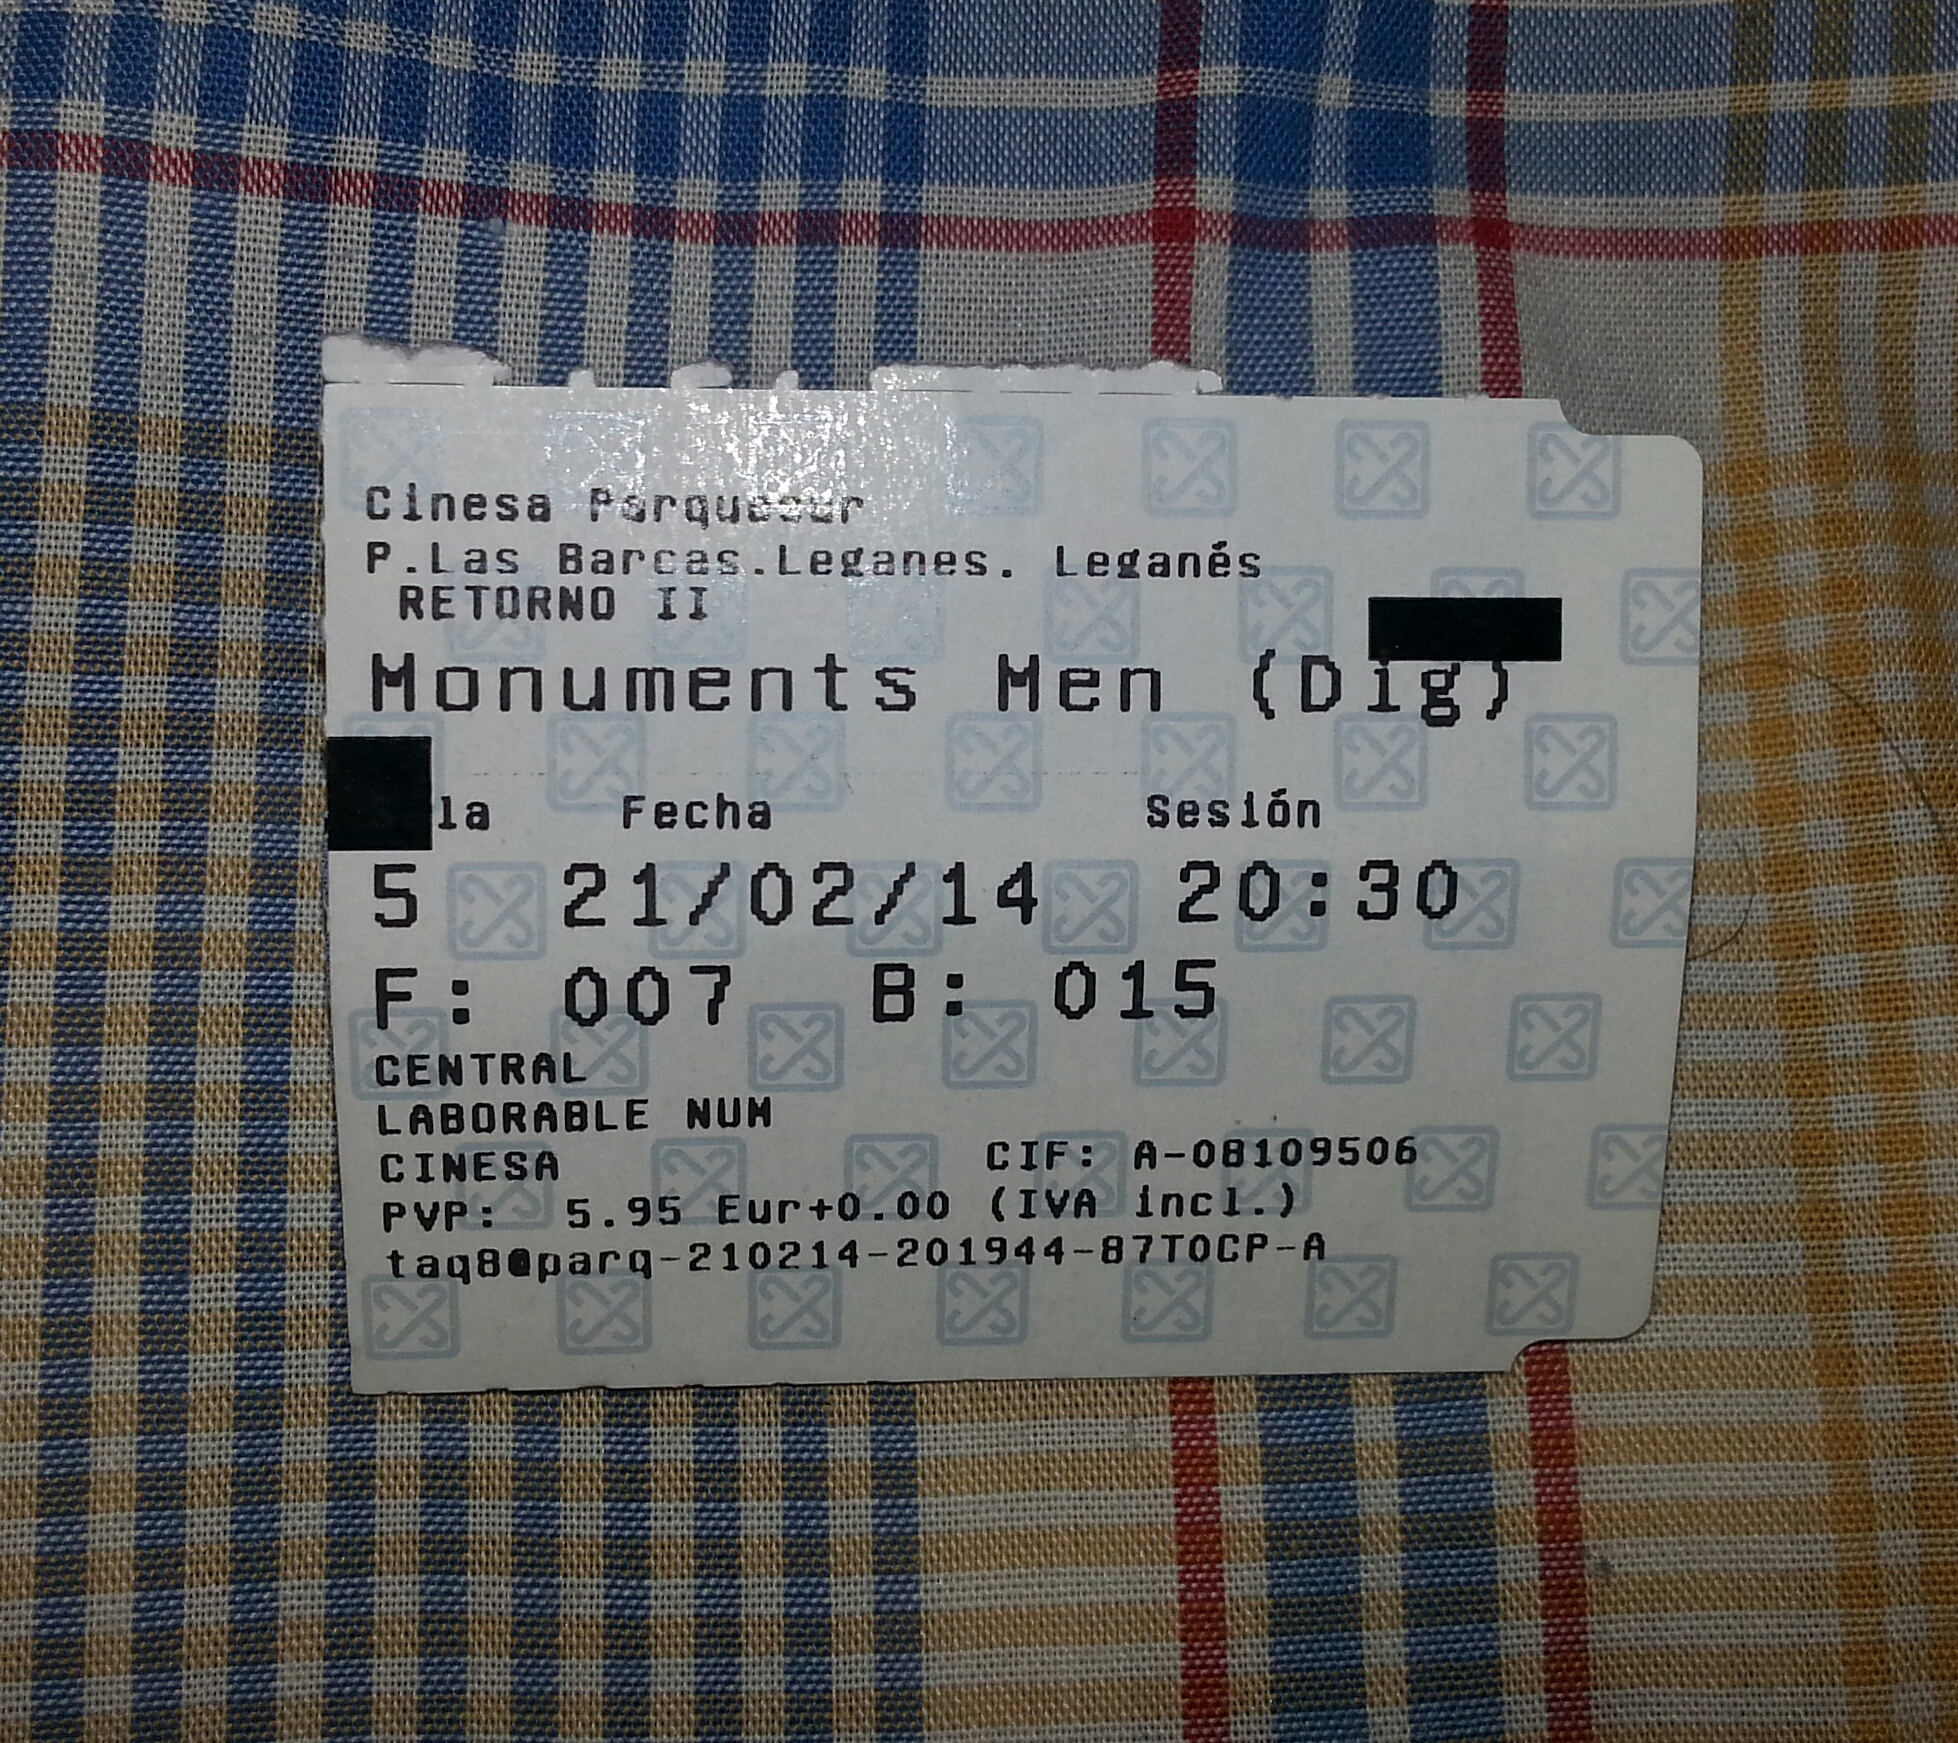 Cinesa Parquesur
P.Las Barcas.Leganes. Leganés
RETORNO II
Monuments Men (Dig)
Fecha Sesión
5 21/02/14 20:30
F: 007 B: 015
CENTRAL
LABORABLE NUM
CINESA CIF: A-08109506
PVP: 5.95 Eur+0.00 (IVA incl.)
taq8@parq-210214-201944-87TOCP-A